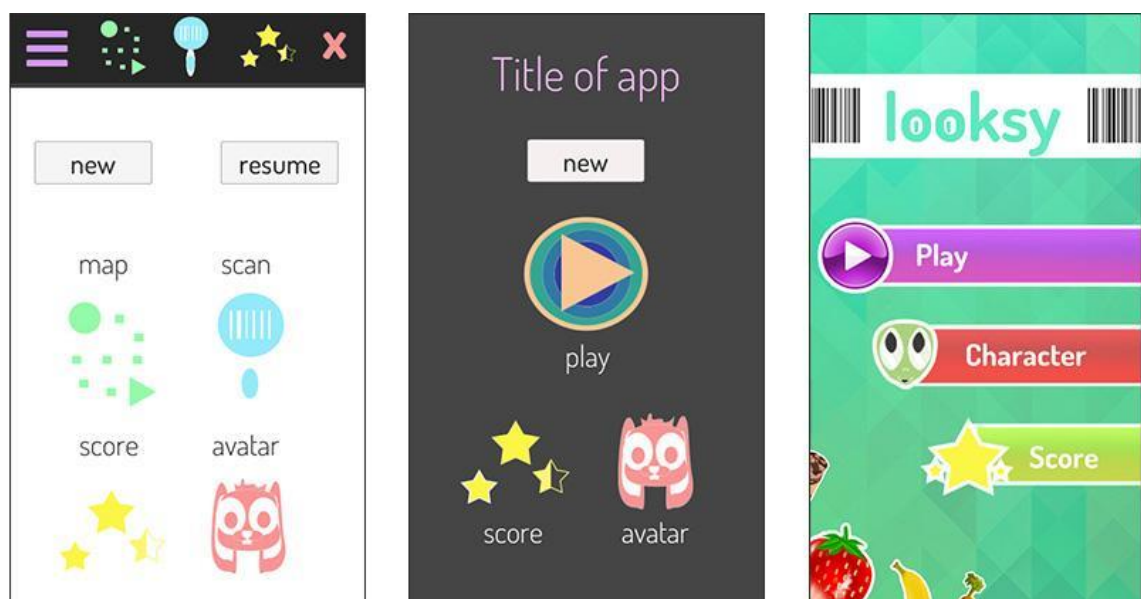 new resume
map scan
score avatar
Title of app
new
play
score avatar
looksy
Play
Character
Score